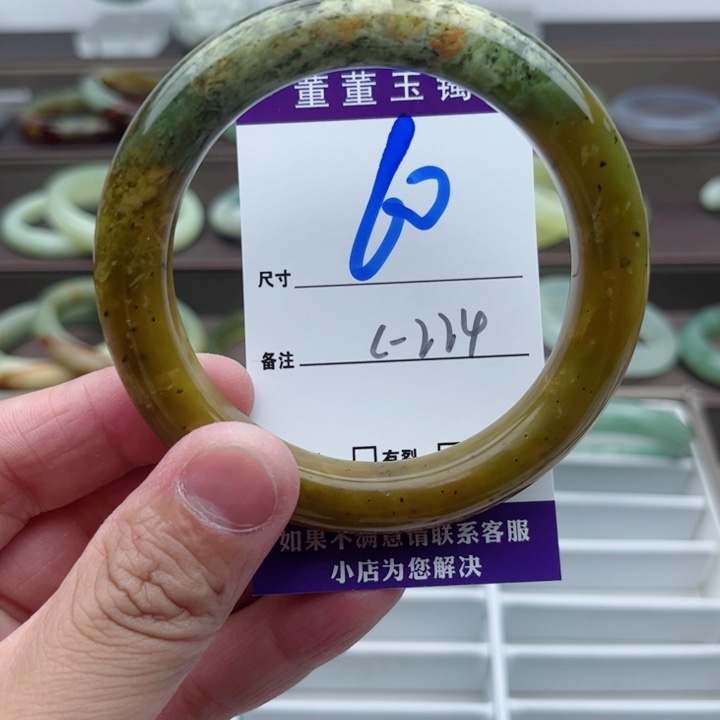 董董玉镯
60
尺寸
备注 C-224
有裂
如果不满意请联系客服
小店为您解决